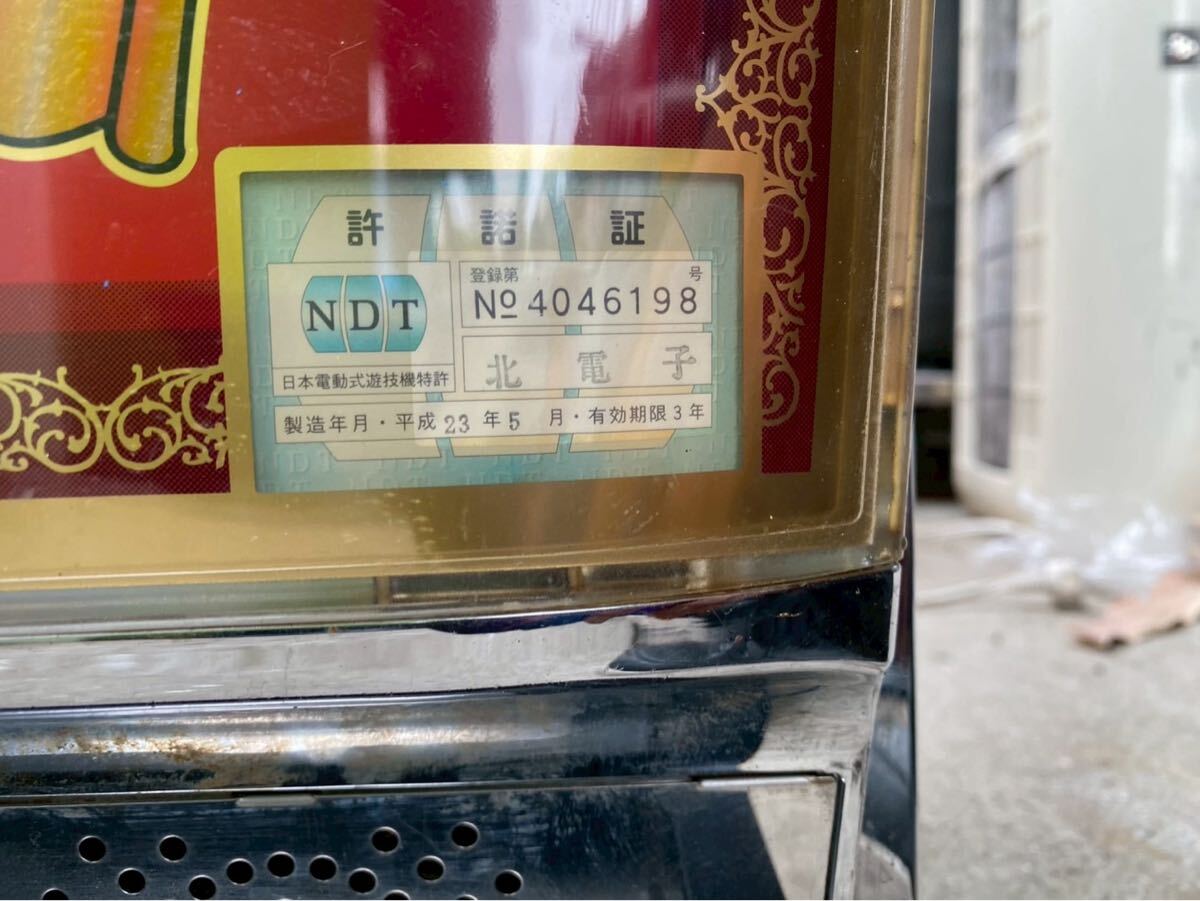 許諾証
NDT
日本電動式遊技機特許
登録第 号
№ 4046198
北電子
製造年月・平成23年5月・有効期限3年